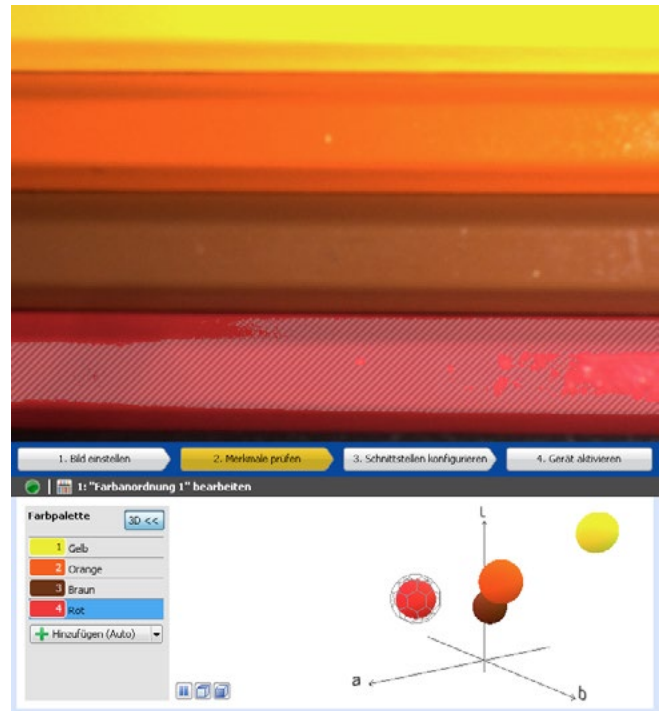 1. Bild einstellen
2. Merkmale prüfen
3. Schnittstellen konfigurieren
4. Gerät aktivieren
1: "Farbanordnung 1" bearbeiten
Farbpalette
3D <<
1 Gelb
2 Orange
3 Braun
4 Rot
Hinzufügen (Auto)
L
a
b